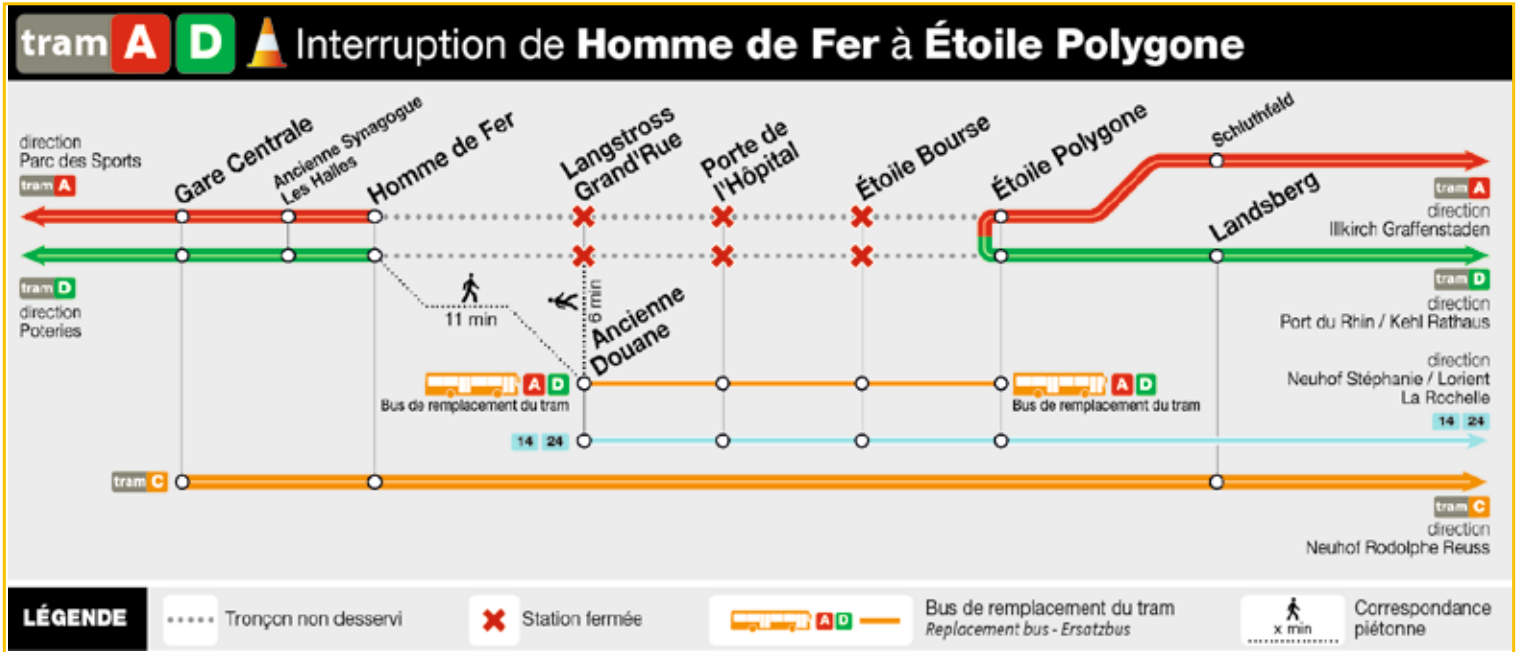 tram A D Interruption de Homme de Fer à Étoile Polygone
direction
Parc des Sports
tram A
Gare Centrale
Ancienne Synagogue
Les Halles
Homme de Fer
Langstross
Grand'Rue
Porte de
l'Hôpital
Étoile Bourse
Étoile Polygone
Schluthfeld
Landsberg
tram A
direction
Illkirch Graffenstaden
tram D
direction
Poteries
tram D
direction
Port du Rhin / Kehl Rathaus
11 min
6 min
Ancienne
Douane
A D
Bus de remplacement du tram
A D
Bus de remplacement du tram
direction
Neuhof Stéphanie / Lorient
La Rochelle
14 24
14 24
tram C
tram C
direction
Neuhof Rodolphe Reuss
LÉGENDE
Tronçon non desservi
Station fermée
A D
Bus de remplacement du tram
Replacement bus - Ersatzbus
x min
Correspondance
piétonne